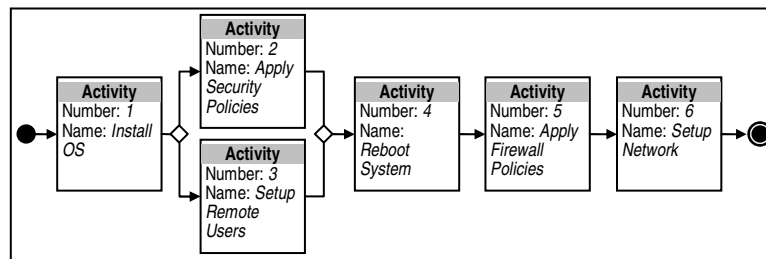 Activity
Number: 1
Name: Install
OS
Activity
Number: 2
Name: Apply
Security
Policies
Activity
Number: 3
Name: Setup
Remote
Users
Activity
Number: 4
Name:
Reboot
System
Activity
Number: 5
Name: Apply
Firewall
Policies
Activity
Number: 6
Name: Setup
Network